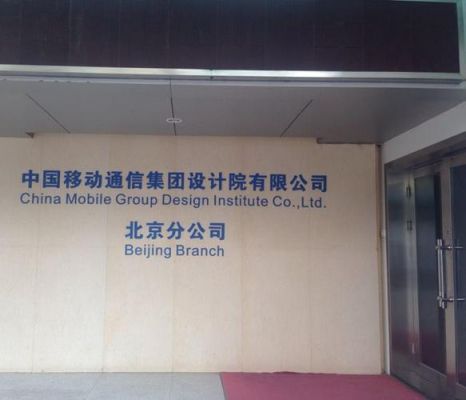 中国移动通信集团设计院有限公司
China Mobile Group Design Institute Co.,Ltd.
北京分公司
Beijing Branch